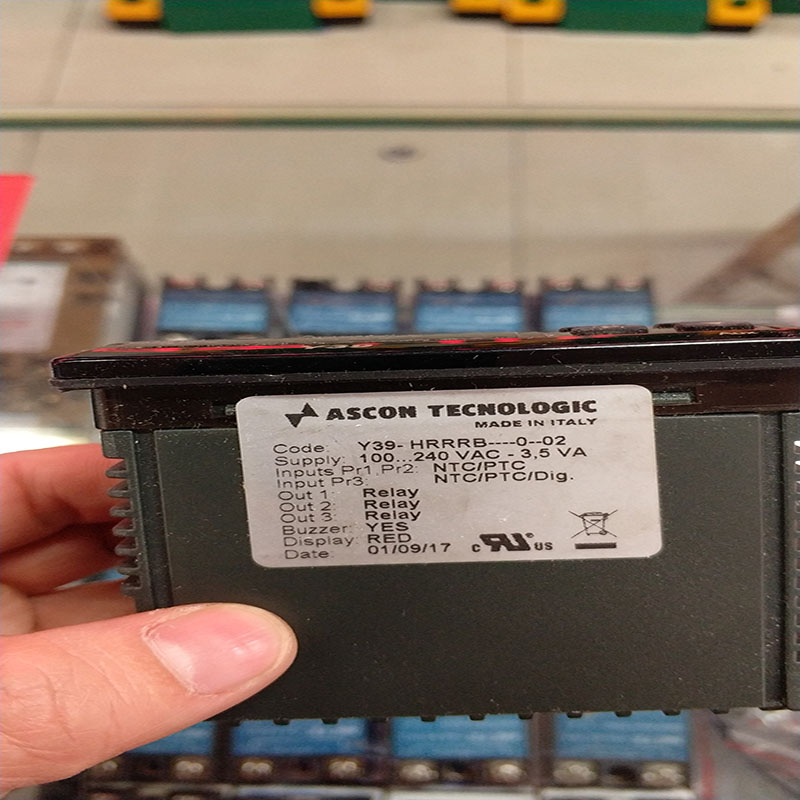 ASCON TECNOLOGIC
MADE IN ITALY
Code: Y39- HRRRB----0--02
Supply: 100...240 VAC - 3,5 VA
Inputs Pr1,Pr2: NTC/PTC
Input Pr3: NTC/PTC/Dig.
Out 1 Relay
Out 2 Relay
Out 3 Relay
Buzzer: YES
Display: RED
Date: 01/09/17
c RU® US